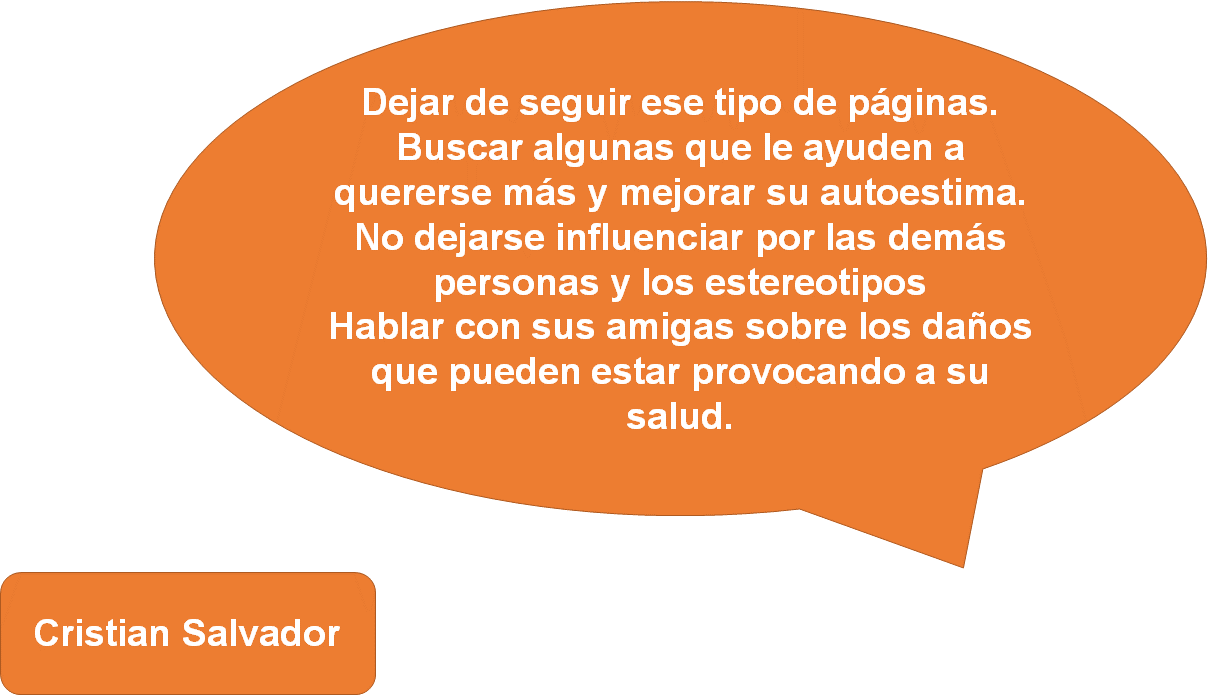 Dejar de seguir ese tipo de páginas.
Buscar algunas que le ayuden a
quererse más y mejorar su autoestima.
No dejarse influenciar por las demás
personas y los estereotipos
Hablar con sus amigas sobre los daños
que pueden estar provocando a su
salud.
Cristian Salvador